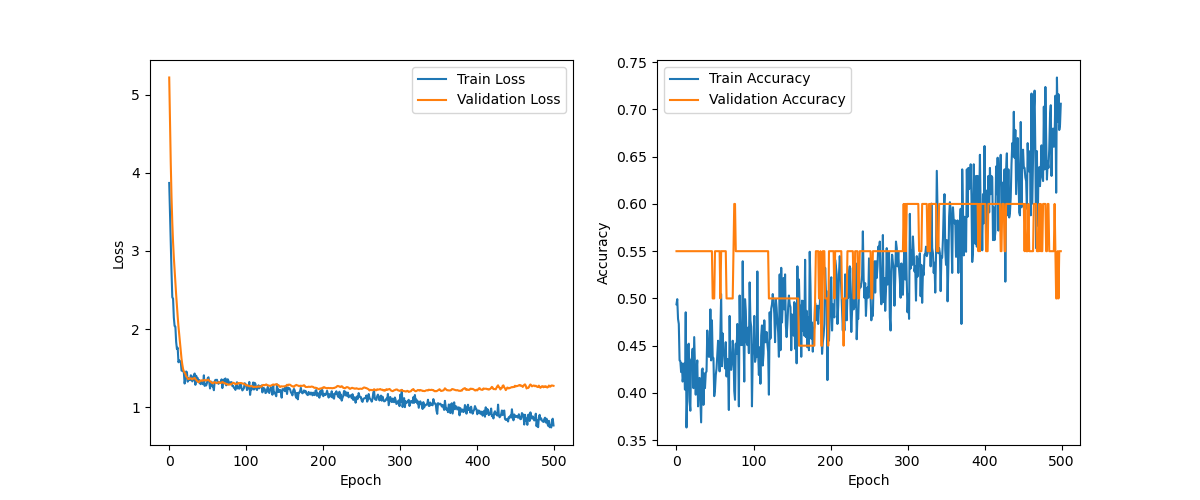 Train Loss
Validation Loss
5
4
3
2
1
Loss
0 100 200 300 400 500
Epoch
Train Accuracy
Validation Accuracy
0.75
0.70
0.65
0.60
0.55
0.50
0.45
0.40
0.35
Accuracy
0 100 200 300 400 500
Epoch